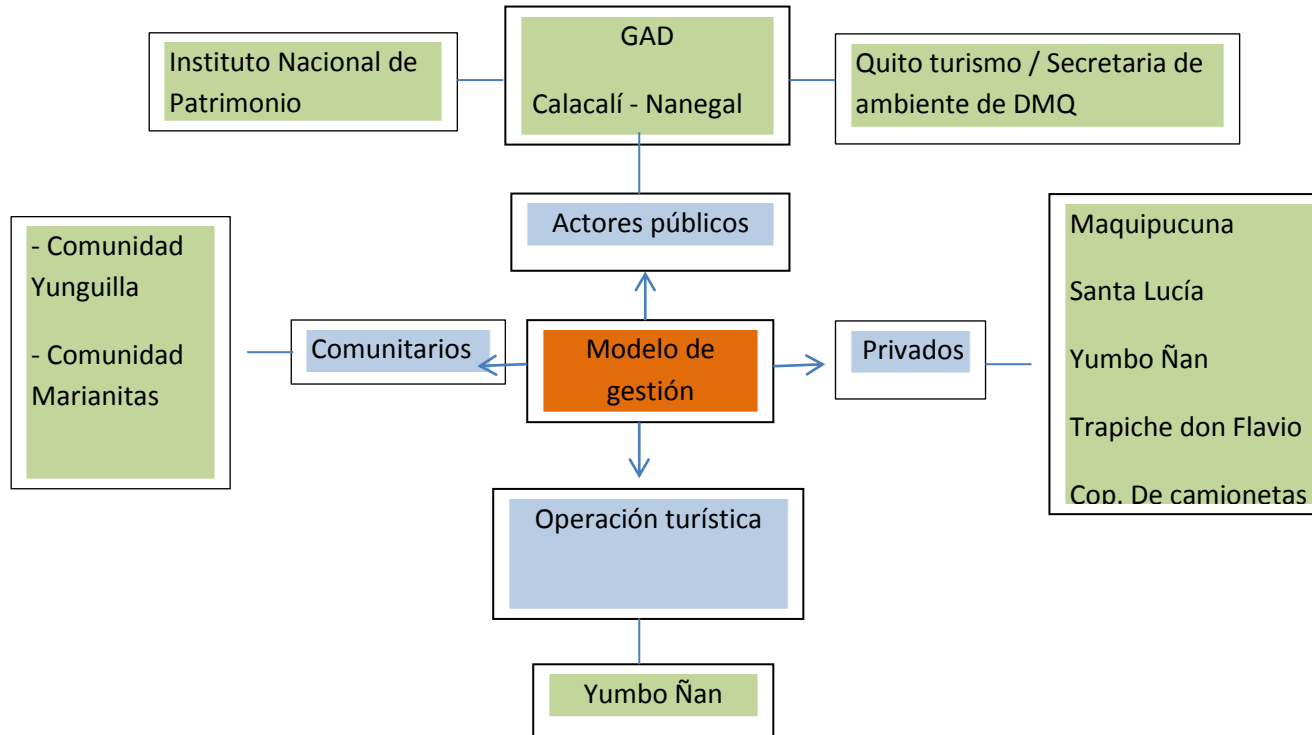 GAD
Calacalí - Nanegal
Instituto Nacional de
Patrimonio
Quito turismo / Secretaria de
ambiente de DMQ
Actores públicos
- Comunidad
Yunguilla
- Comunidad
Marianitas
Comunitarios
Modelo de
gestión
Privados
Maquipucuna
Santa Lucía
Yumbo Ñan
Trapiche don Flavio
Cop. De camionetas
Operación turística
Yumbo Ñan